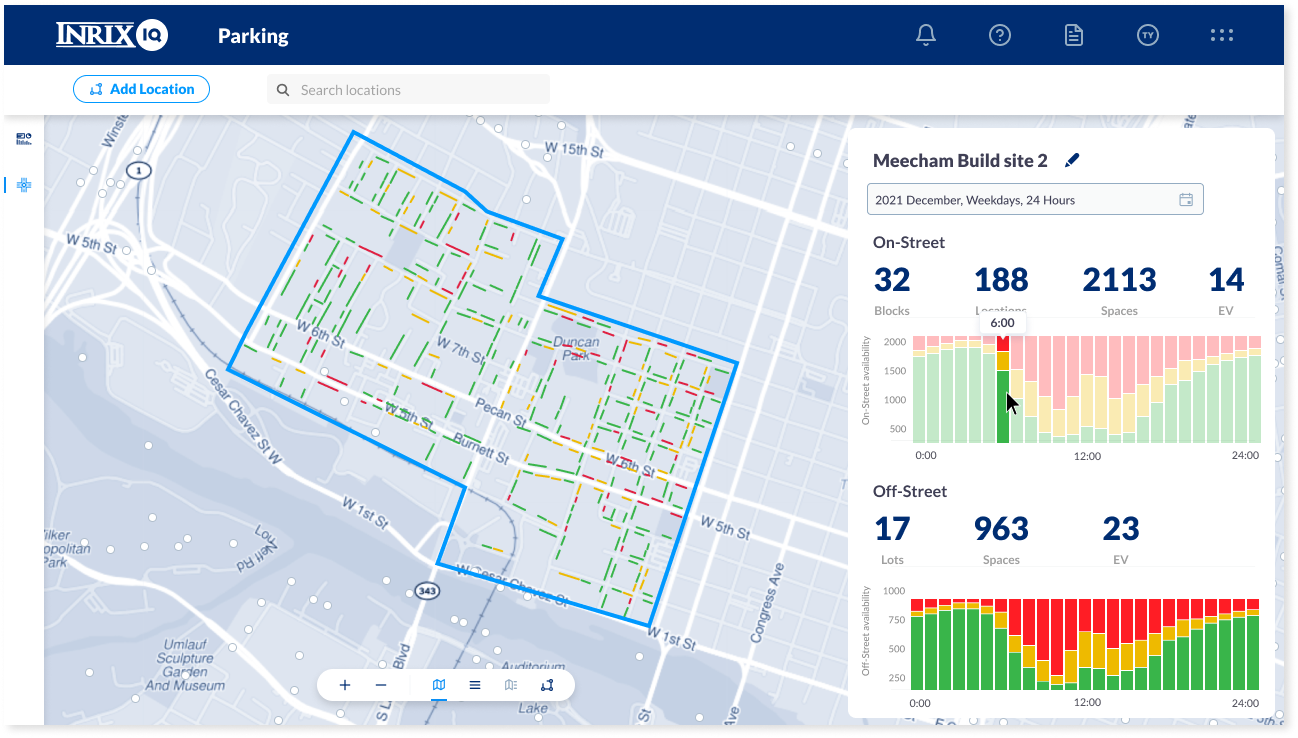 INRIX IQ
Parking
TY
Add Location
Search locations
W 15th St
1
W 5th St
W 6th St
W 7th St
Duncan
Park
Cesar Chavez St W
W 5th St
Pecan St
Burnett St
W 6th St
W 1st St
W 5th St
Lou
Neff Rd
Park
W Cesar Chavez St
343
W 1st St
Congress Ave
Umlauf
Sculpture
Garden
And Museum
Blvd
Auditorium
Lake
Meecham Build site 2
2021 December, Weekdays, 24 Hours
On-Street
32
188
2113
14
Blocks
Locations
Spaces
EV
6:00
On-Street availability
2000
1500
1000
500
0:00
12:00
24:00
Off-Street
17
963
23
Lots
Spaces
EV
Off-Street availability
1000
750
500
250
0:00
12:00
24:00